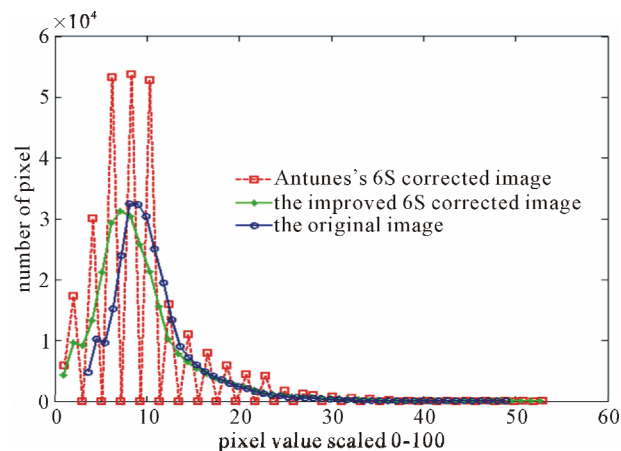 6 × 10⁴
5
4
3
2
1
0
number of pixel
Antunes's 6S corrected image
the improved 6S corrected image
the original image
0 10 20 30 40 50 60
pixel value scaled 0-100